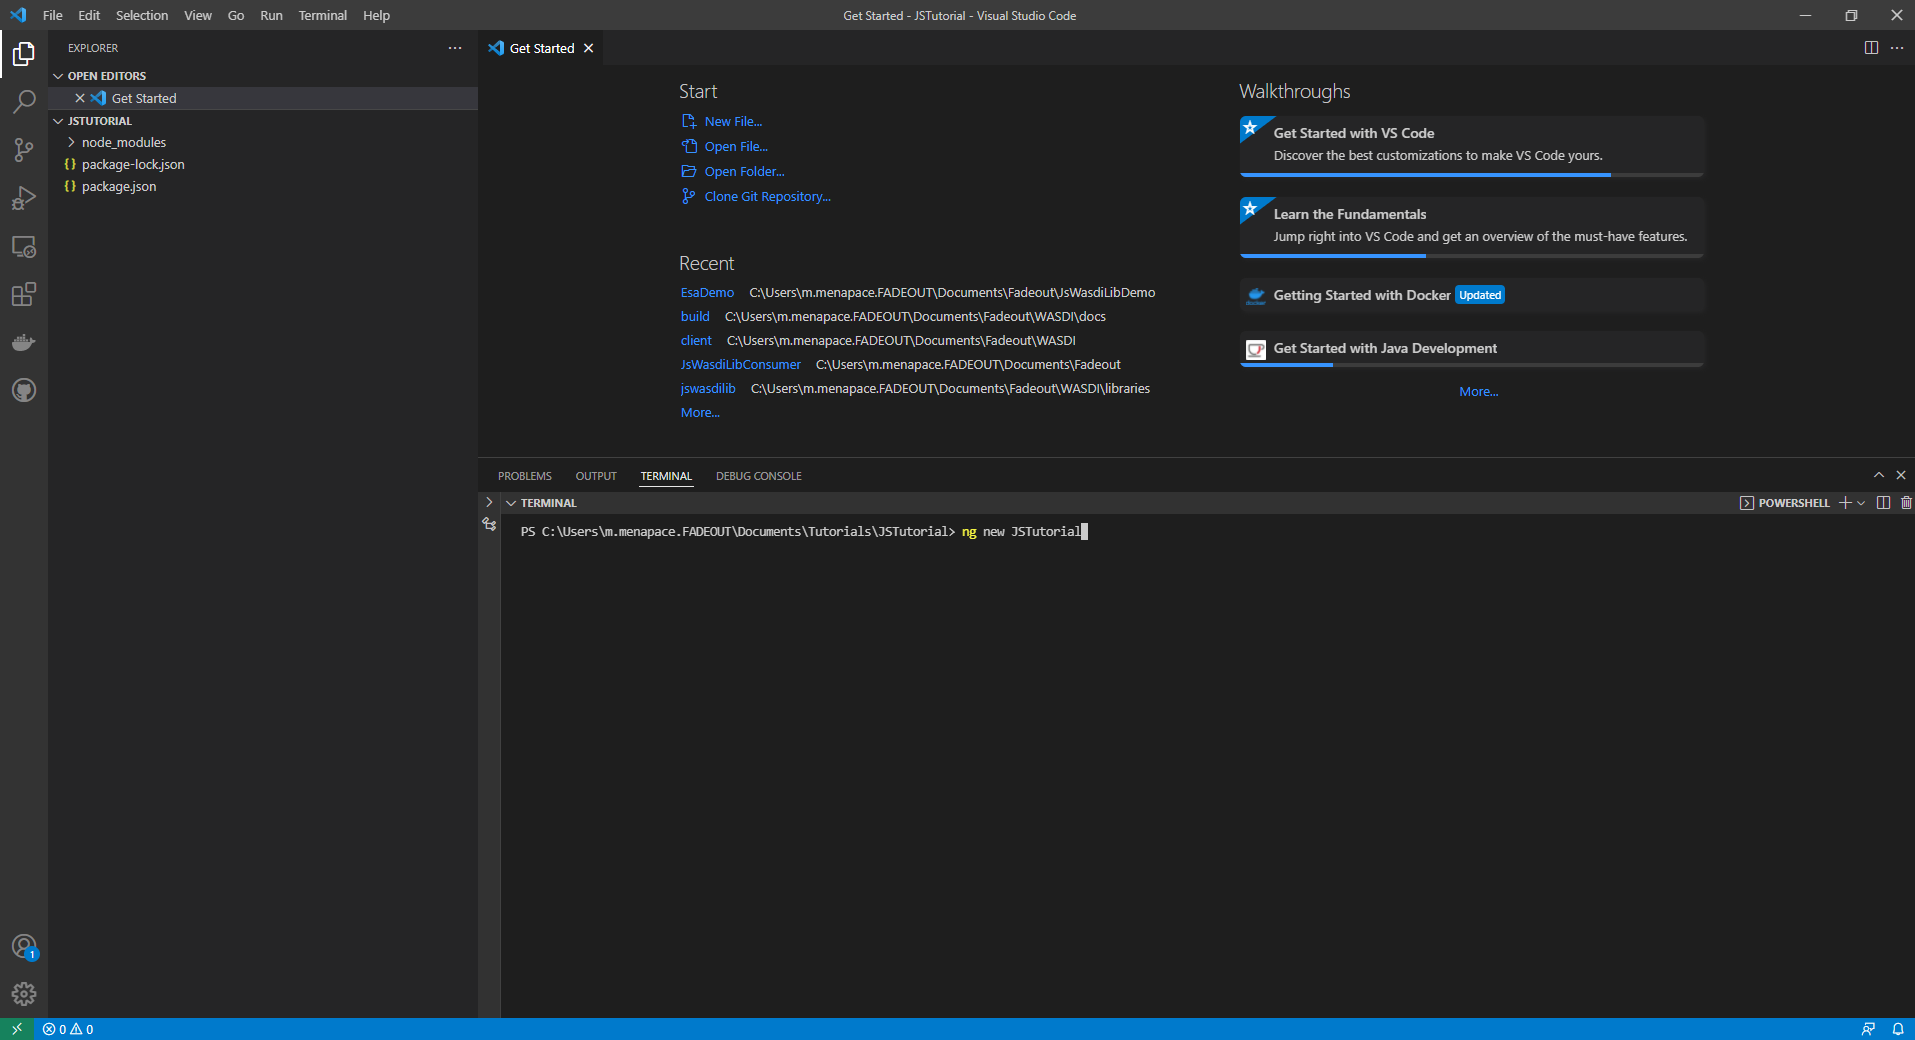 File Edit Selection View Go Run Terminal Help
Get Started - JSTutorial - Visual Studio Code
EXPLORER
OPEN EDITORS
Get Started
JSTUTORIAL
node_modules
{} package-lock.json
{} package.json
1
Get Started
Start
New File...
Open File...
Open Folder...
Clone Git Repository...
Recent
EsaDemo C:\Users\m.menapace.FADEOUT\Documents\Fadeout\JsWasdiLibDemo
build C:\Users\m.menapace.FADEOUT\Documents\Fadeout\WASDI\docs
client C:\Users\m.menapace.FADEOUT\Documents\Fadeout\WASDI
JsWasdiLibConsumer C:\Users\m.menapace.FADEOUT\Documents\Fadeout
jswasdilib C:\Users\m.menapace.FADEOUT\Documents\Fadeout\WASDI\libraries
More...
Walkthroughs
Get Started with VS Code
Discover the best customizations to make VS Code yours.
Learn the Fundamentals
Jump right into VS Code and get an overview of the must-have features.
docker
Getting Started with Docker Updated
Get Started with Java Development
More...
PROBLEMS OUTPUT TERMINAL DEBUG CONSOLE
TERMINAL
POWERSHELL
PS C:\Users\m.menapace.FADEOUT\Documents\Tutorials\JSTutorial> ng new JSTutorial
0 0